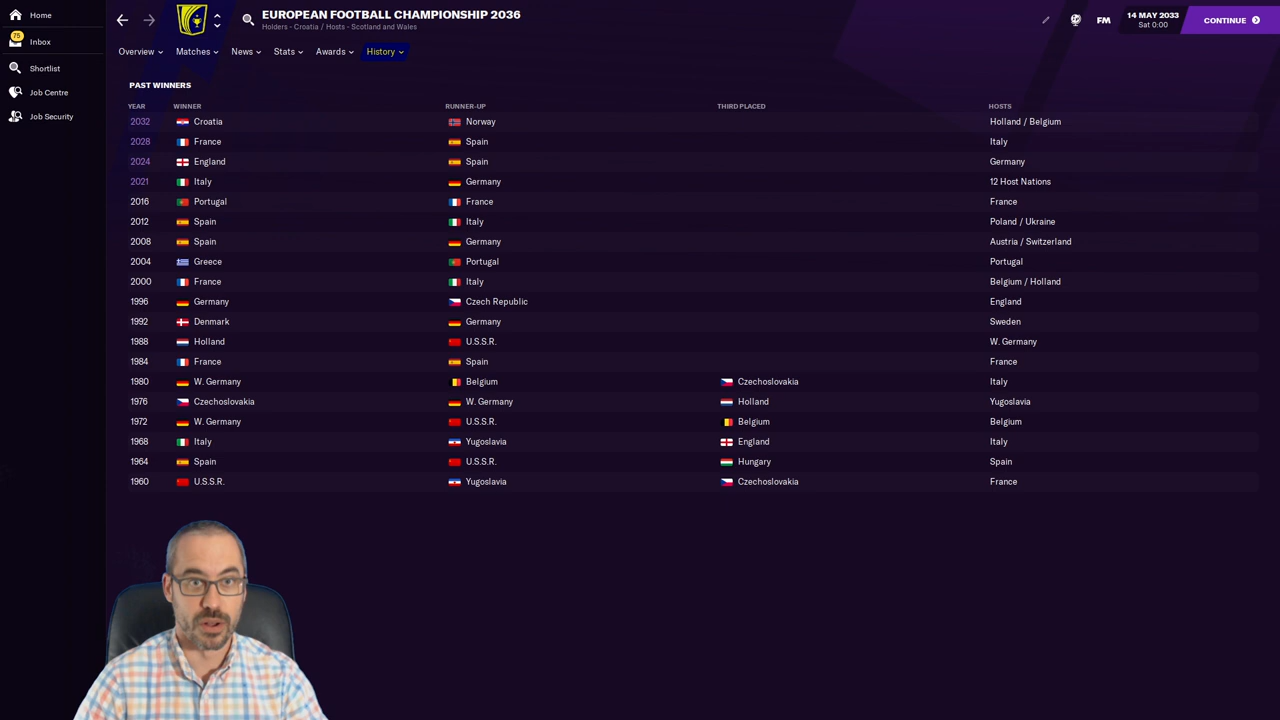 Home
75
Inbox
Shortlist
Job Centre
Job Security
EUROPEAN FOOTBALL CHAMPIONSHIP 2036
Holders - Croatia / Hosts - Scotland and Wales
FM
14 MAY 2033
Sat 0:00
CONTINUE
Overview Matches News Stats Awards History
PAST WINNERS
YEAR WINNER RUNNER-UP THIRD PLACED HOSTS
2032 Croatia Norway Holland / Belgium
2028 France Spain Italy
2024 England Spain Germany
2021 Italy Germany 12 Host Nations
2016 Portugal France France
2012 Spain Italy Poland / Ukraine
2008 Spain Germany Austria / Switzerland
2004 Greece Portugal Portugal
2000 France Italy Belgium / Holland
1996 Germany Czech Republic England
1992 Denmark Germany Sweden
1988 Holland U.S.S.R. W. Germany
1984 France Spain France
1980 W. Germany Belgium Czechoslovakia Italy
1976 Czechoslovakia W. Germany Holland Yugoslavia
1972 W. Germany U.S.S.R. Belgium Belgium
1968 Italy Yugoslavia England Italy
1964 Spain U.S.S.R. Hungary Spain
1960 U.S.S.R. Yugoslavia Czechoslovakia France